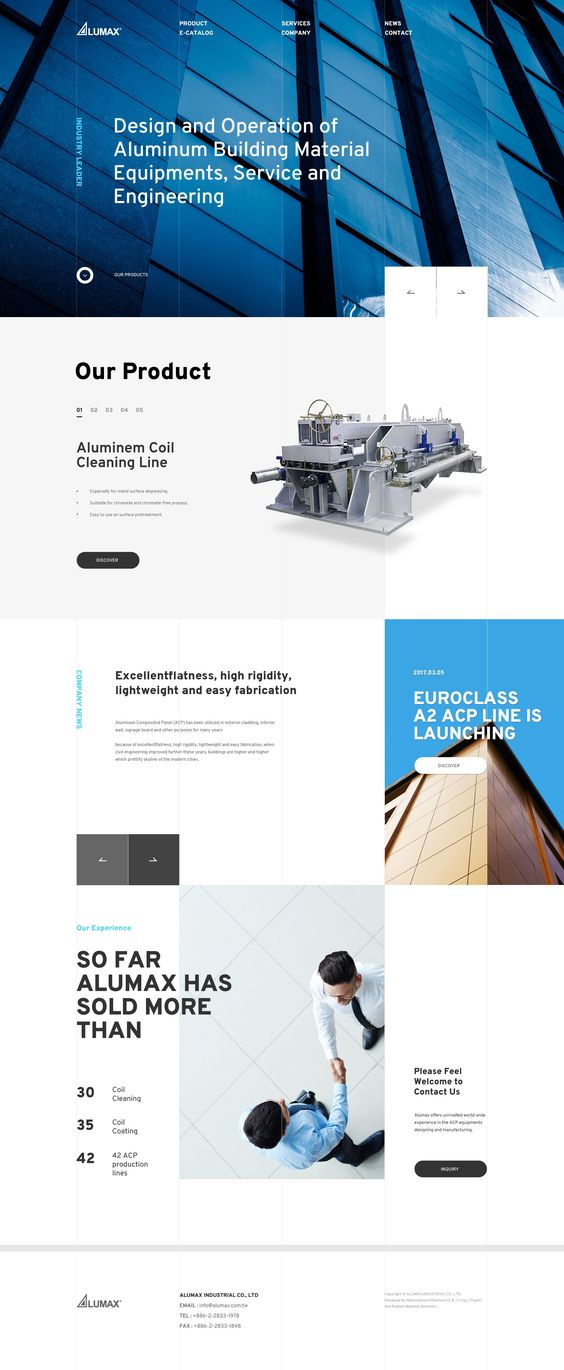 ALUMAX
PRODUCT
E-CATALOG
SERVICES
COMPANY
NEWS
CONTACT
INDUSTRY LEADER
Design and Operation of
Aluminum Building Material
Equipments, Service and
Engineering
OUR PRODUCTS
Our Product
01 02 03 04 05
Aluminem Coil
Cleaning Line
Especially for metal surface degreasing.
Suitable for chromate and chromate-free process.
Easy to use on surface pretreatment.
DISCOVER
COMPANY NEWS
Excellentflatness, high rigidity,
lightweight and easy fabrication
Aluminum Composited Panel (ACP) has been utilized in exterior cladding, interior
wall, signage board and other purposes for many years
because of excellentflatness, high rigidity, lightweight and easy fabrication, when
civil engineering improved further these years, buildings are higher and higher
which prettify skyline of the modern cities.
2017.03.05
EUROCLASS
A2 ACP LINE IS
LAUNCHING
DISCOVER
Our Experience
SO FAR
ALUMAX HAS
SOLD MORE
THAN
30 Coil
Cleaning
35 Coil
Coating
42 42 ACP
production
lines
Please Feel
Welcome to
Contact Us
Alumax offers unrivalled world-wide
experience in the ACP equipments
designing and manufacturing.
INQUIRY
ALUMAX
ALUMAX INDUSTRIAL CO., LTD
EMAIL : info@alumax.com.tw
TEL : +886-2-2833-1978
FAX : +886-2-2833-1848
Copyright © ALUMAX INDUSTRIAL CO., LTD.